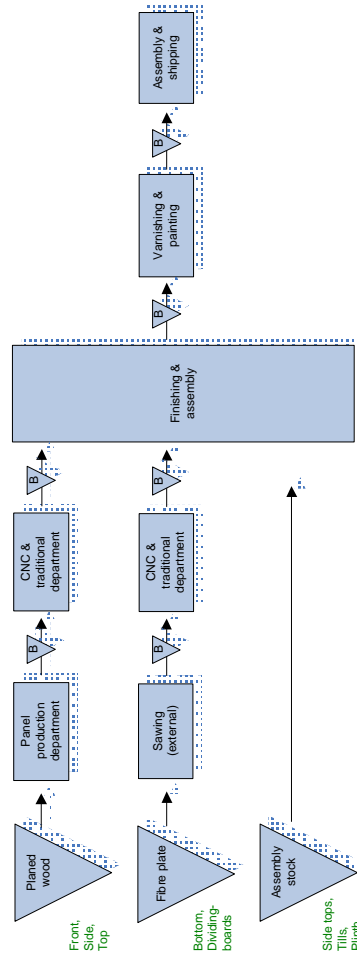 Planed
wood
Front,
Side,
Top
Panel
production
department
B
CNC &
traditional
department
B
Fibre plate
Bottom,
Dividing-
boards
Sawing
(external)
B
CNC &
traditional
department
B
Assembly
stock
Side tops,
Tills,
Plinth
Finishing &
assembly
B
Varnishing &
painting
B
Assembly &
shipping